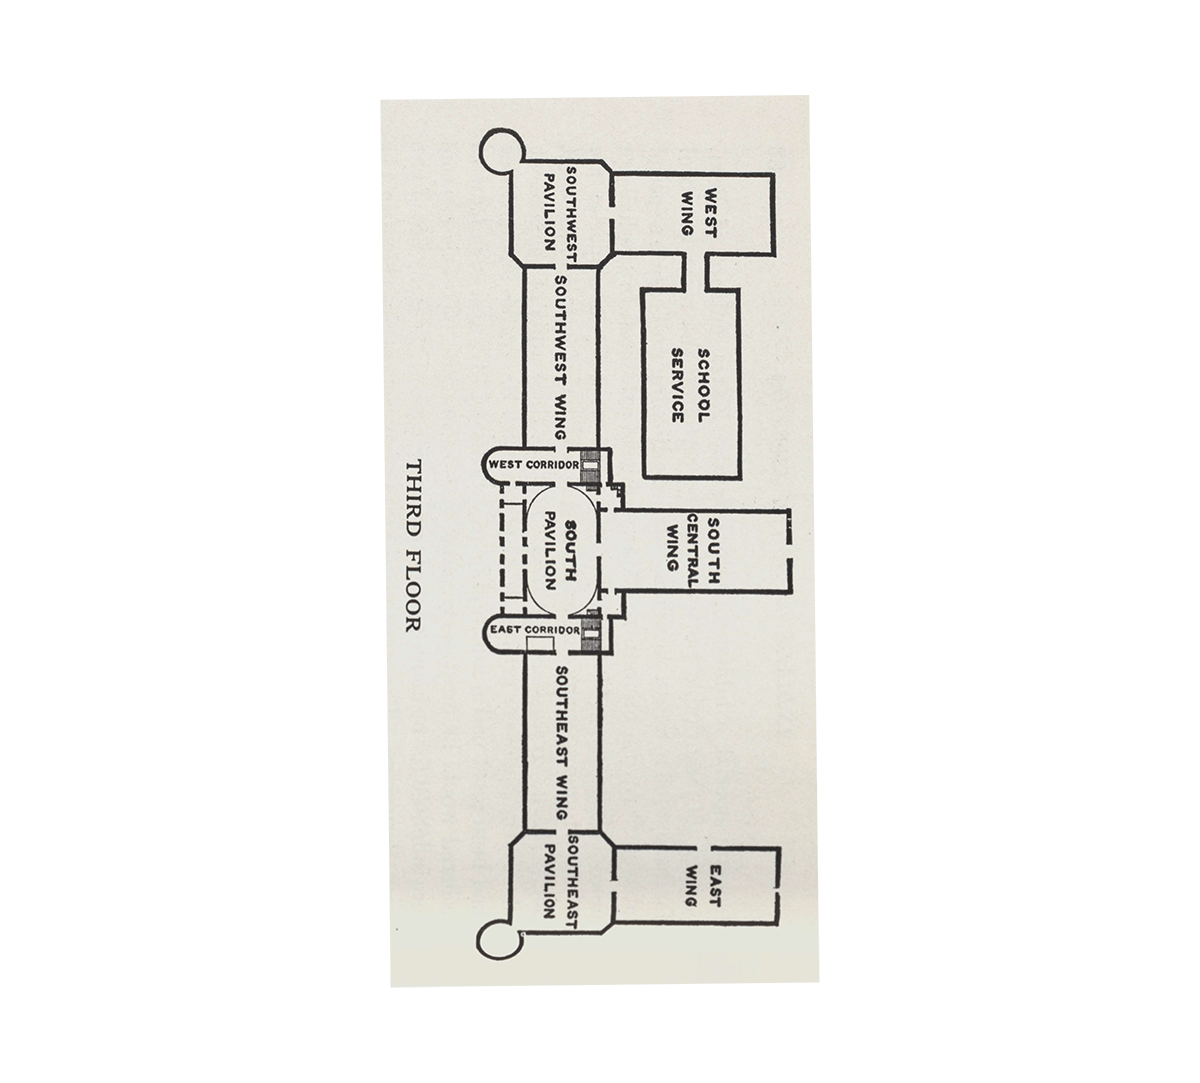 WEST
WING
SOUTHWEST
PAVILION
SCHOOL
SERVICE
SOUTHWEST WING
WEST CORRIDOR
SOUTH
CENTRAL
WING
SOUTH
PAVILION
EAST CORRIDOR
SOUTHEAST WING
EAST
WING
SOUTHEAST
PAVILION
THIRD FLOOR